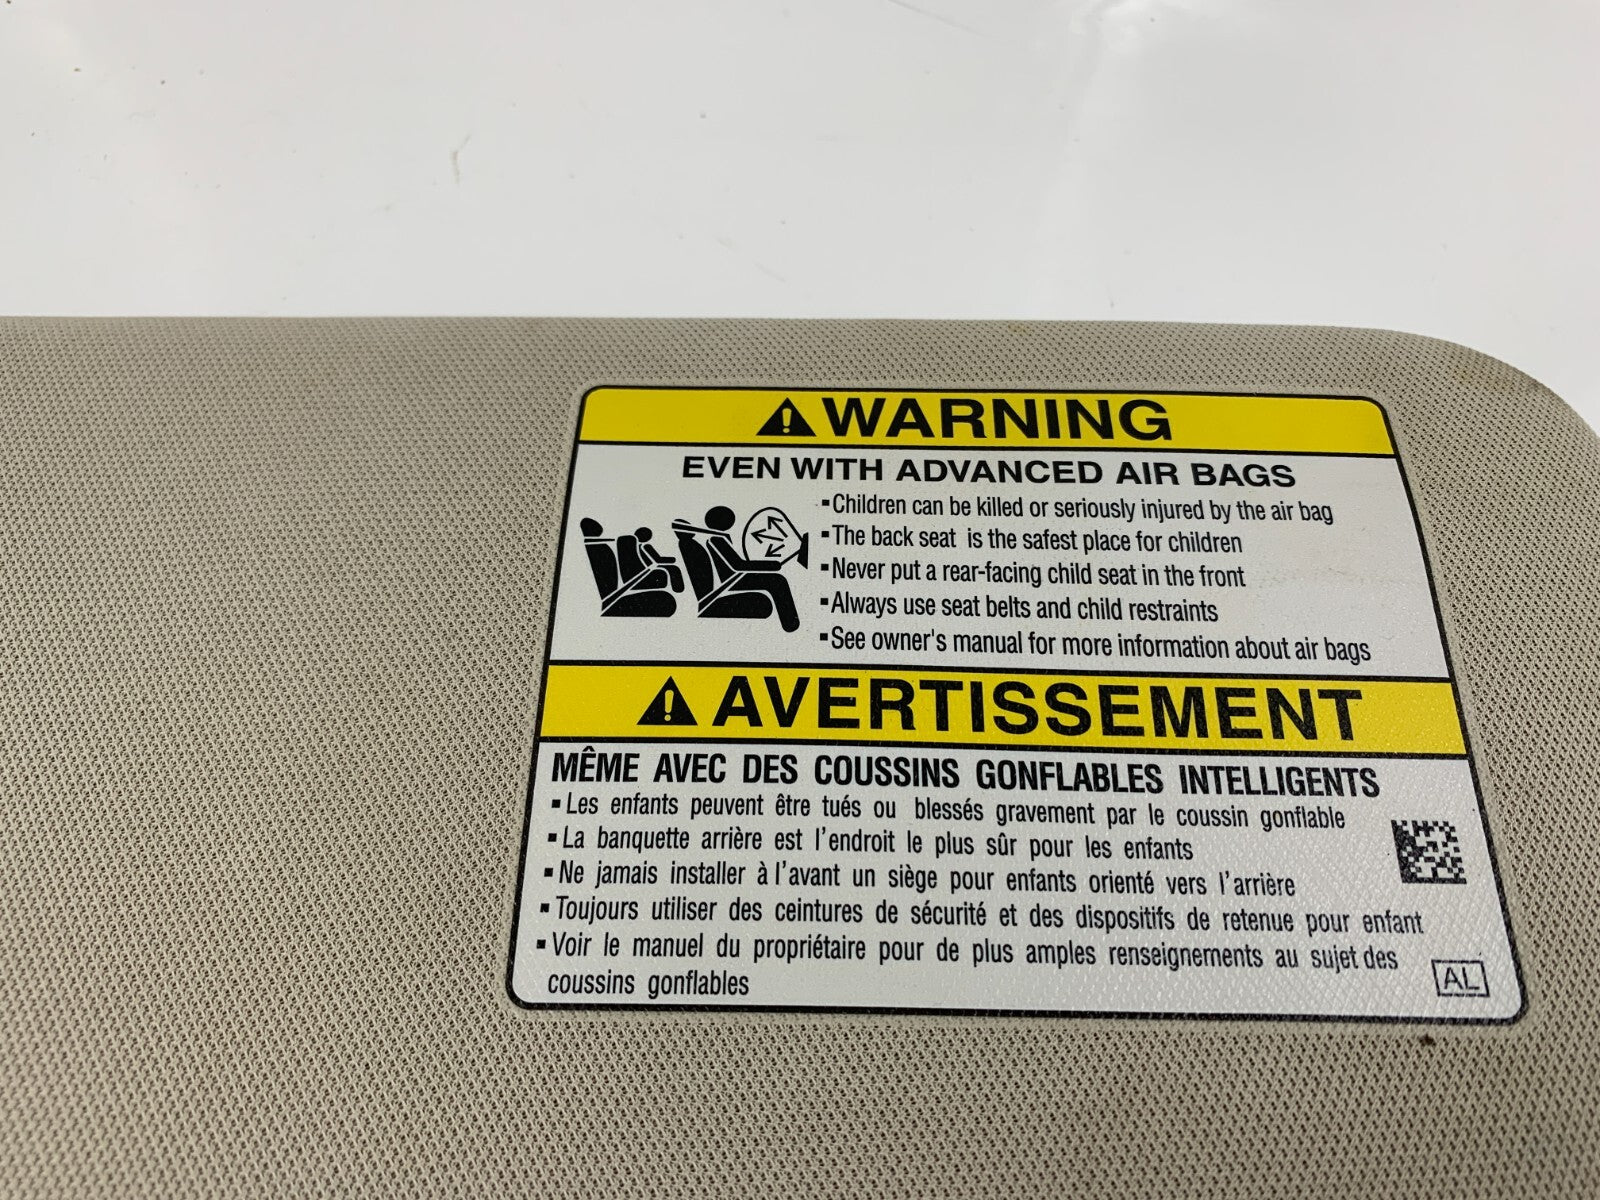 WARNING
EVEN WITH ADVANCED AIR BAGS
▪Children can be killed or seriously injured by the air bag
▪The back seat is the safest place for children
▪Never put a rear-facing child seat in the front
▪Always use seat belts and child restraints
▪See owner's manual for more information about air bags
AVERTISSEMENT
MÊME AVEC DES COUSSINS GONFLABLES INTELLIGENTS
▪Les enfants peuvent être tués ou blessés gravement par le coussin gonflable
▪La banquette arrière est l'endroit le plus sûr pour les enfants
▪Ne jamais installer à l'avant un siège pour enfants orienté vers l'arrière
▪Toujours utiliser des ceintures de sécurité et des dispositifs de retenue pour enfant
▪Voir le manuel du propriétaire pour de plus amples renseignements au sujet des
coussins gonflables
AL